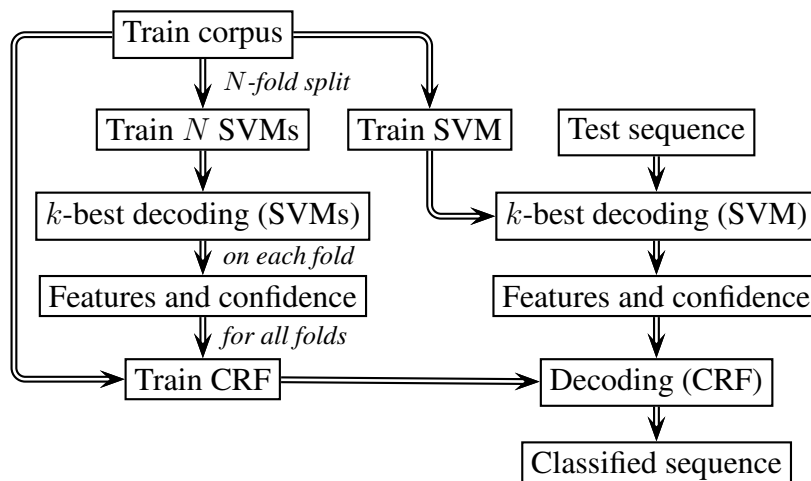 Train corpus
N-fold split
Train N SVMs
Train SVM
Test sequence
k-best decoding (SVMs)
k-best decoding (SVM)
on each fold
Features and confidence
Features and confidence
for all folds
Train CRF
Decoding (CRF)
Classified sequence